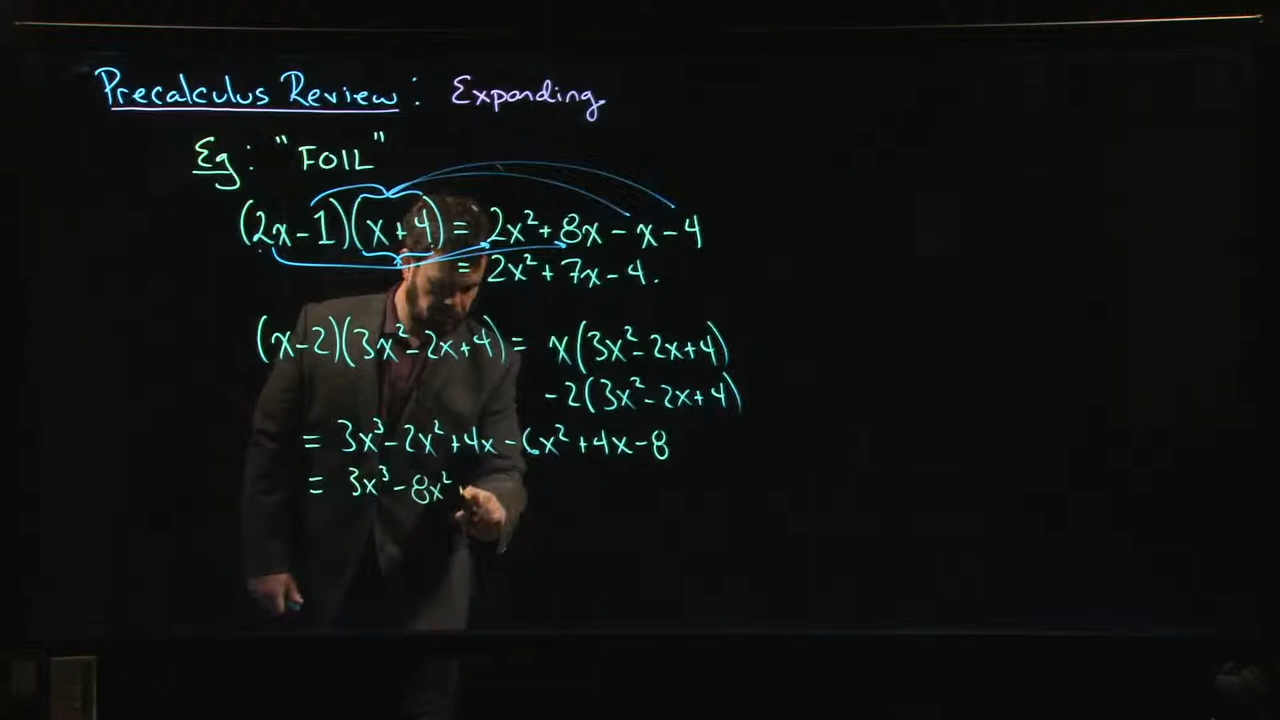 Precalculus Review: Expanding
Eg: "FOIL"
(2x-1)(x+4) = 2x²+8x-x-4
= 2x²+7x-4.
(x-2)(3x²-2x+4) = x(3x²-2x+4)
-2(3x²-2x+4)
= 3x³-2x²+4x-6x²+4x-8
= 3x³-8x²